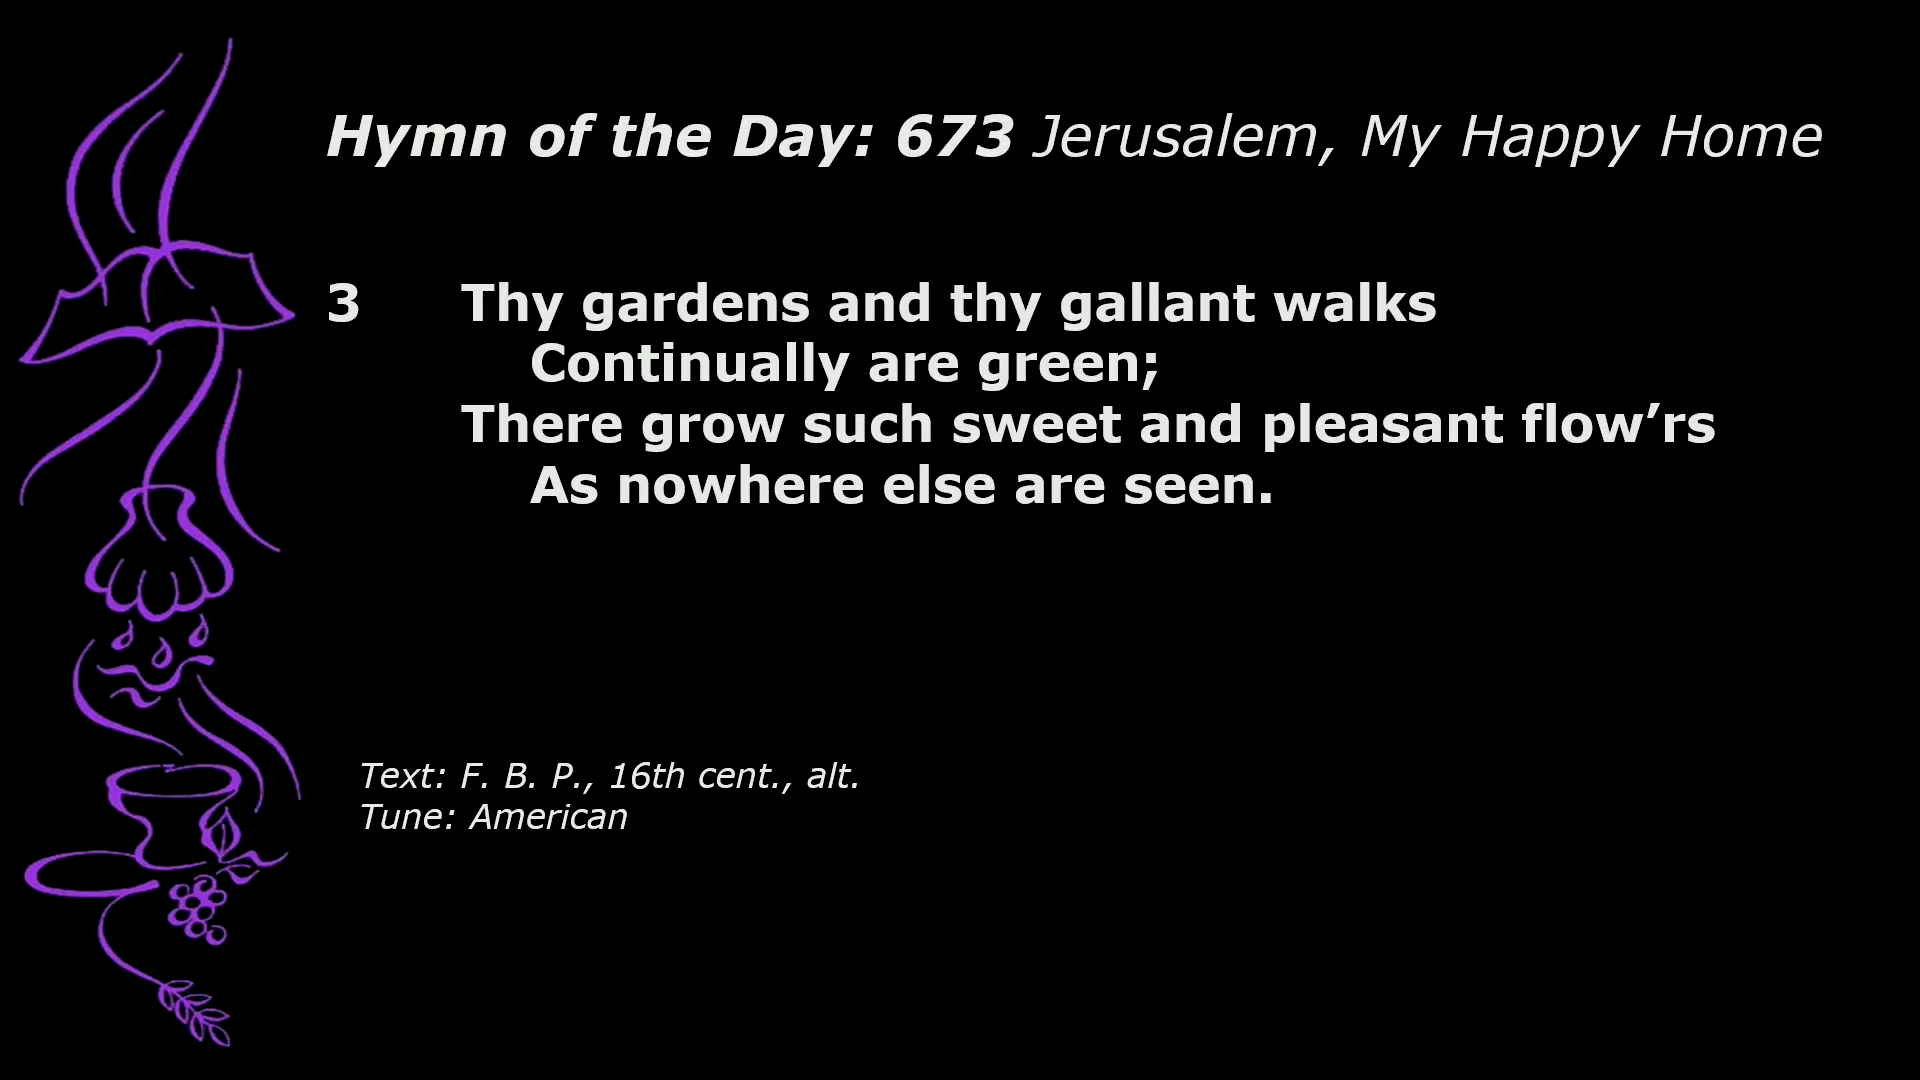 Hymn of the Day: 673 Jerusalem, My Happy Home
3 Thy gardens and thy gallant walks
Continually are green;
There grow such sweet and pleasant flow’rs
As nowhere else are seen.
Text: F. B. P., 16th cent., alt.
Tune: American